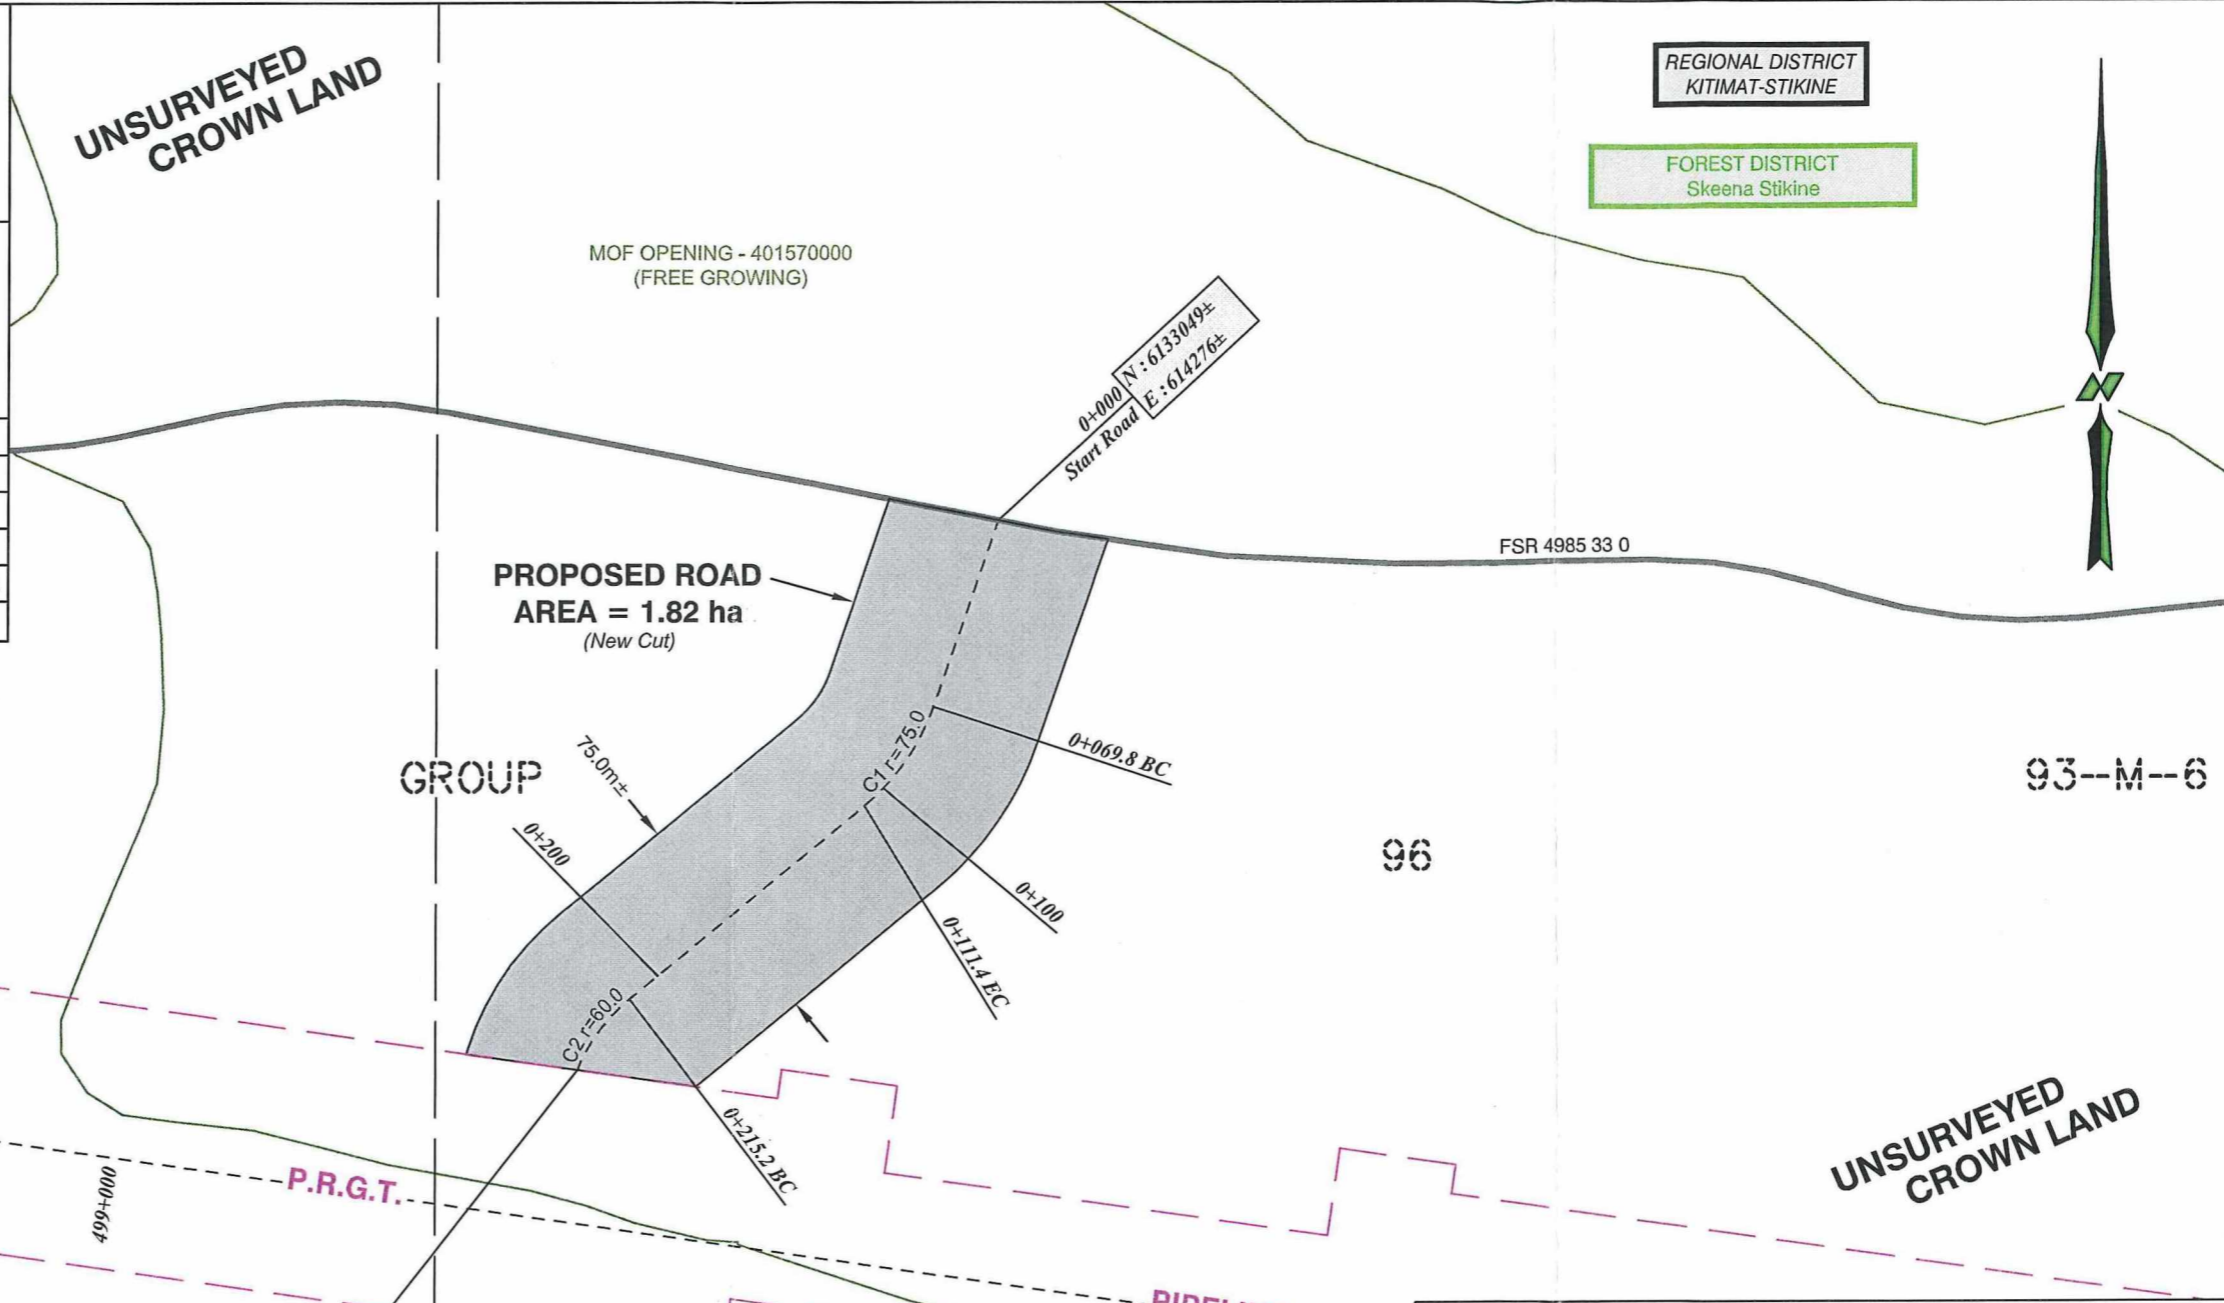 UNSURVEYED
CROWN LAND
REGIONAL DISTRICT
KITIMAT-STIKINE
FOREST DISTRICT
Skeena Stikine
MOF OPENING - 401570000
(FREE GROWING)
N : 6133049±
E : 614276±
0+000
Start Road
FSR 4985 33 0
PROPOSED ROAD
AREA = 1.82 ha
(New Cut)
C1 r=75.0
0+069.8 BC
75.0m±
GROUP
93--M--6
0+200
96
0+100
0+111.4 EC
C2 r=60.0
0+215.2 BC
UNSURVEYED
CROWN LAND
P.R.G.T.
499+000